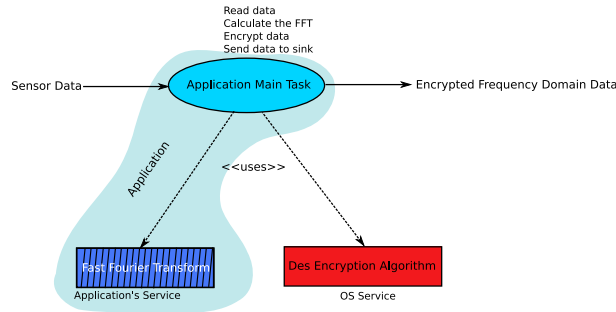 Read data
Calculate the FFT
Encrypt data
Send data to sink
Sensor Data
Application Main Task
Encrypted Frequency Domain Data
Application
<<uses>>
Fast Fourier Transform
Des Encryption Algorithm
Application's Service
OS Service